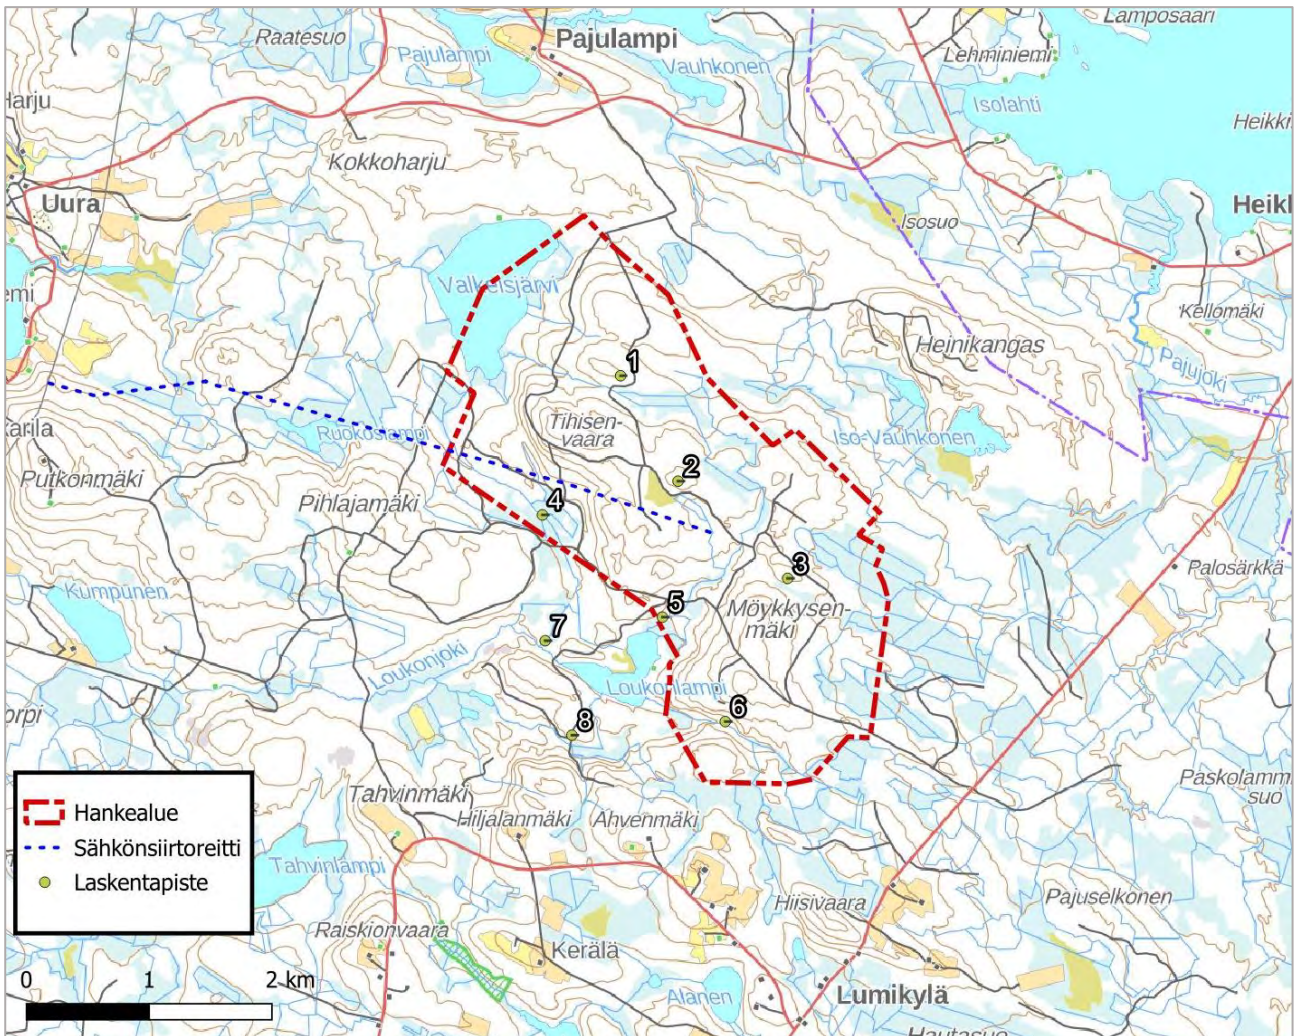 Lamposaari
Raatesuo
Pajulampi
Pajulampi
Vauhkonen
Lehminiemi
Isolahti
Harju
Heikki
Kokkoharju
Uura
Isosuo
Heikl
Valkeisjärvi
emi
Kellomäki
Heinikangas
Pajujoki
1
Tihisen-
vaara
Ruokoslampi
Iso-Vauhkonen
Karila
Putkonmäki
2
Pihlajamäki
4
3
Palosärkkä
Kumpunen
5
Möykkysen-
mäki
7
Loukonjoki
Loukonlampi
6
8
orpi
Paskolamm
suo
Hankealue
Sähkönsiirtoreitti
Laskentapiste
Tahvinmäki
Hiljalanmäki
Ahvenmäki
Tahvinlampi
Pajuselkonen
Hiisivaara
Raiskionvaara
Kerälä
0
1
2 km
Alanen
Lumikylä
Hautasuo